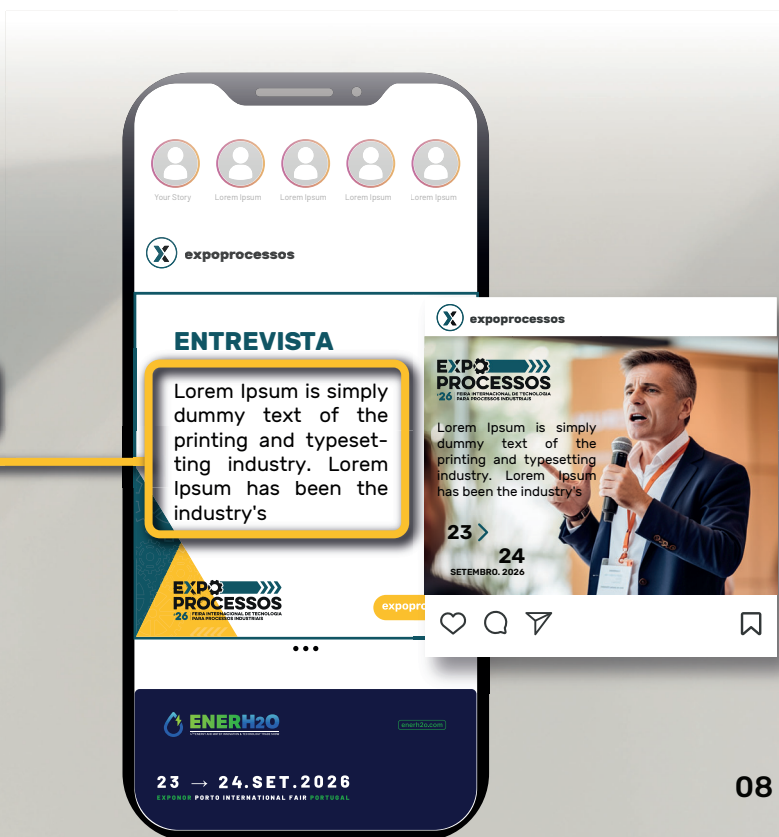 Your Story
Lorem Ipsum
Lorem Ipsum
Lorem Ipsum
Lorem Ipsum
expoprocessos
ENTREVISTA
Lorem Ipsum is simply
dummy text of the
printing and typeset-
ting industry. Lorem
Ipsum has been the
industry's
EXPO
PROCESSOS
'26 FEIRA INTERNACIONAL DE TECNOLOGIA
PARA PROCESSOS INDUSTRIAIS
expopro
expoprocessos
EXPO
PROCESSOS
'26 FEIRA INTERNACIONAL DE TECNOLOGIA
PARA PROCESSOS INDUSTRIAIS
Lorem Ipsum is simply
dummy text of the
printing and typesetting
industry. Lorem Ipsum
has been the industry's
23
24
SETEMBRO. 2026
ENERH2O
enerh2o.com
23 → 24.SET.2026
EXPONOR PORTO INTERNATIONAL FAIR PORTUGAL
08